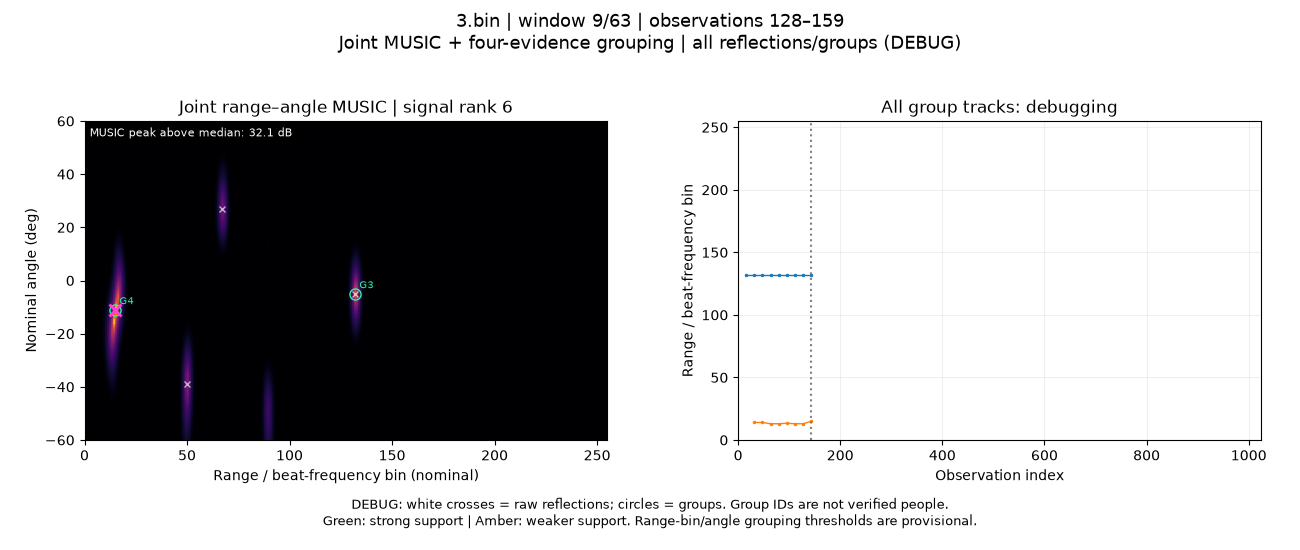 3.bin | window 9/63 | observations 128–159
Joint MUSIC + four-evidence grouping | all reflections/groups (DEBUG)
Joint range–angle MUSIC | signal rank 6
MUSIC peak above median: 32.1 dB
60
40
20
0
−20
−40
−60
Nominal angle (deg)
G4
G3
0
50
100
150
200
250
Range / beat-frequency bin (nominal)
All group tracks: debugging
250
200
150
100
50
0
Range / beat-frequency bin
0
200
400
600
800
1000
Observation index
DEBUG: white crosses = raw reflections; circles = groups. Group IDs are not verified people.
Green: strong support | Amber: weaker support. Range-bin/angle grouping thresholds are provisional.